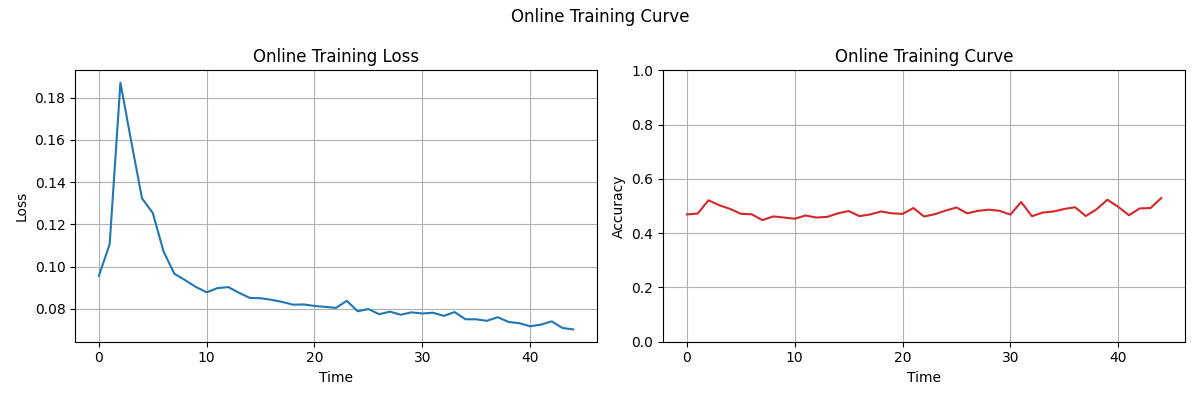 Online Training Curve
Online Training Loss
0.18
0.16
0.14
0.12
0.10
0.08
Loss
0 10 20 30 40
Time
Online Training Curve
1.0
0.8
0.6
0.4
0.2
0.0
Accuracy
0 10 20 30 40
Time